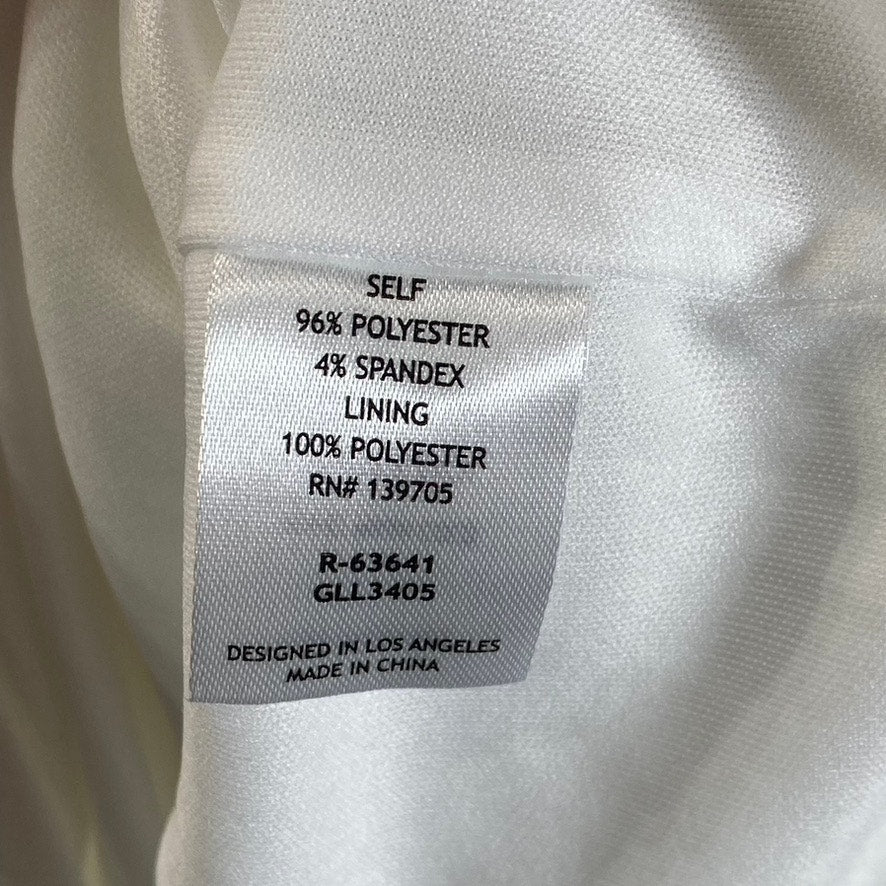 SELF
96% POLYESTER
4% SPANDEX
LINING
100% POLYESTER
RN# 139705
R-63641
GLL3405
DESIGNED IN LOS ANGELES
MADE IN CHINA